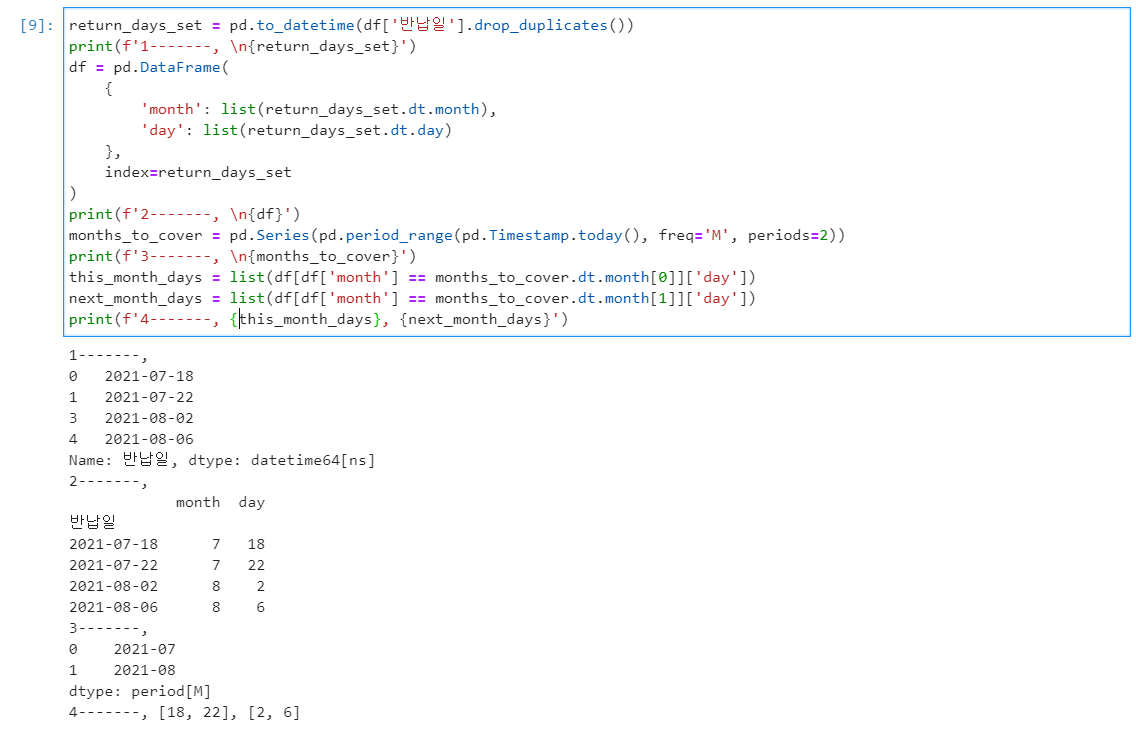 [9]: return_days_set = pd.to_datetime(df['반납일'].drop_duplicates())
print(f'1-------, \n{return_days_set}')
df = pd.DataFrame(
    {
        'month': list(return_days_set.dt.month),
        'day': list(return_days_set.dt.day)
    },
    index=return_days_set
)
print(f'2-------, \n{df}')
months_to_cover = pd.Series(pd.period_range(pd.Timestamp.today(), freq='M', periods=2))
print(f'3-------, \n{months_to_cover}')
this_month_days = list(df[df['month'] == months_to_cover.dt.month[0]]['day'])
next_month_days = list(df[df['month'] == months_to_cover.dt.month[1]]['day'])
print(f'4-------, {this_month_days}, {next_month_days}')
1-------,
0   2021-07-18
1   2021-07-22
3   2021-08-02
4   2021-08-06
Name: 반납일, dtype: datetime64[ns]
2-------,
            month  day
반납일
2021-07-18      7   18
2021-07-22      7   22
2021-08-02      8    2
2021-08-06      8    6
3-------,
0    2021-07
1    2021-08
dtype: period[M]
4-------, [18, 22], [2, 6]